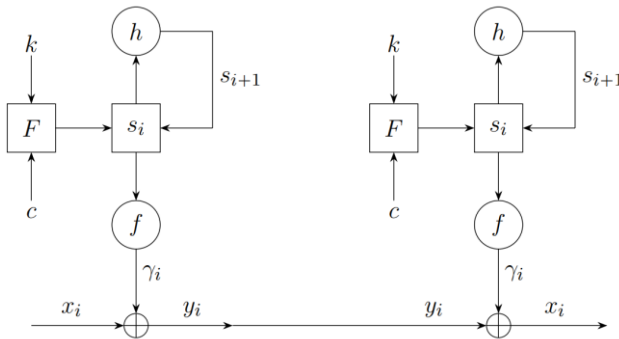 h h
k k
s_{i+1} s_{i+1}
F s_i F s_i
c c
f f
γ_i γ_i
x_i y_i y_i x_i